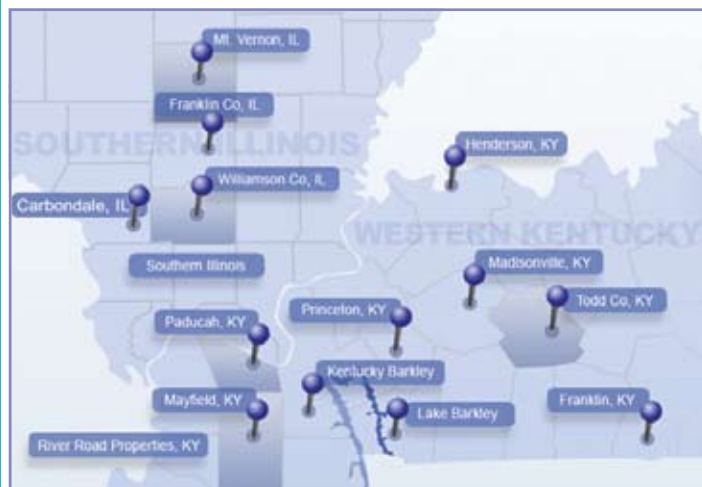 Mt. Vernon, IL
Franklin Co, IL
SOUTHERN ILLINOIS
Henderson, KY
Williamson Co, IL
Carbondale, IL
WESTERN KENTUCKY
Southern Illinois
Madisonville, KY
Todd Co, KY
Princeton, KY
Paducah, KY
Kentucky Barkley
Mayfield, KY
Lake Barkley
Franklin, KY
River Road Properties, KY